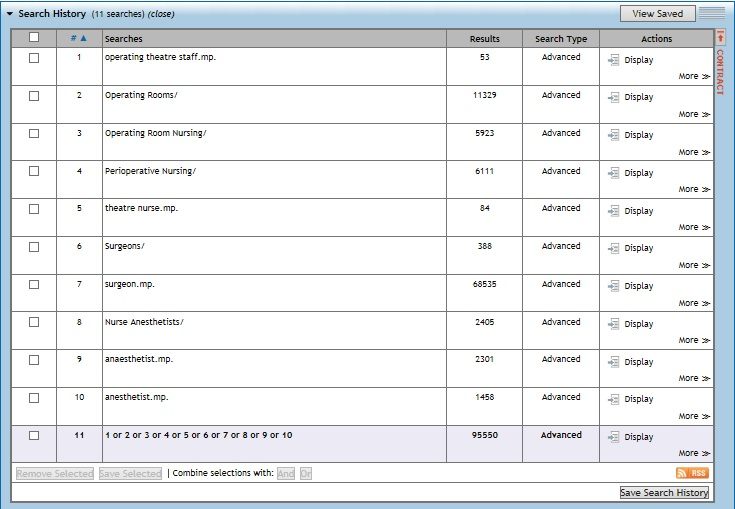 Search History (11 searches) (close)
View Saved
# Searches Results Search Type Actions
CONTRACT
1 operating theatre staff.mp. 53 Advanced Display
More ≫
2 Operating Rooms/ 11329 Advanced Display
More ≫
3 Operating Room Nursing/ 5923 Advanced Display
More ≫
4 Perioperative Nursing/ 6111 Advanced Display
More ≫
5 theatre nurse.mp. 84 Advanced Display
More ≫
6 Surgeons/ 388 Advanced Display
More ≫
7 surgeon.mp. 68535 Advanced Display
More ≫
8 Nurse Anesthetists/ 2405 Advanced Display
More ≫
9 anaesthetist.mp. 2301 Advanced Display
More ≫
10 anesthetist.mp. 1458 Advanced Display
More ≫
11 1 or 2 or 3 or 4 or 5 or 6 or 7 or 8 or 9 or 10 95550 Advanced Display
More ≫
Remove Selected Save Selected | Combine selections with: And Or
RSS
Save Search History